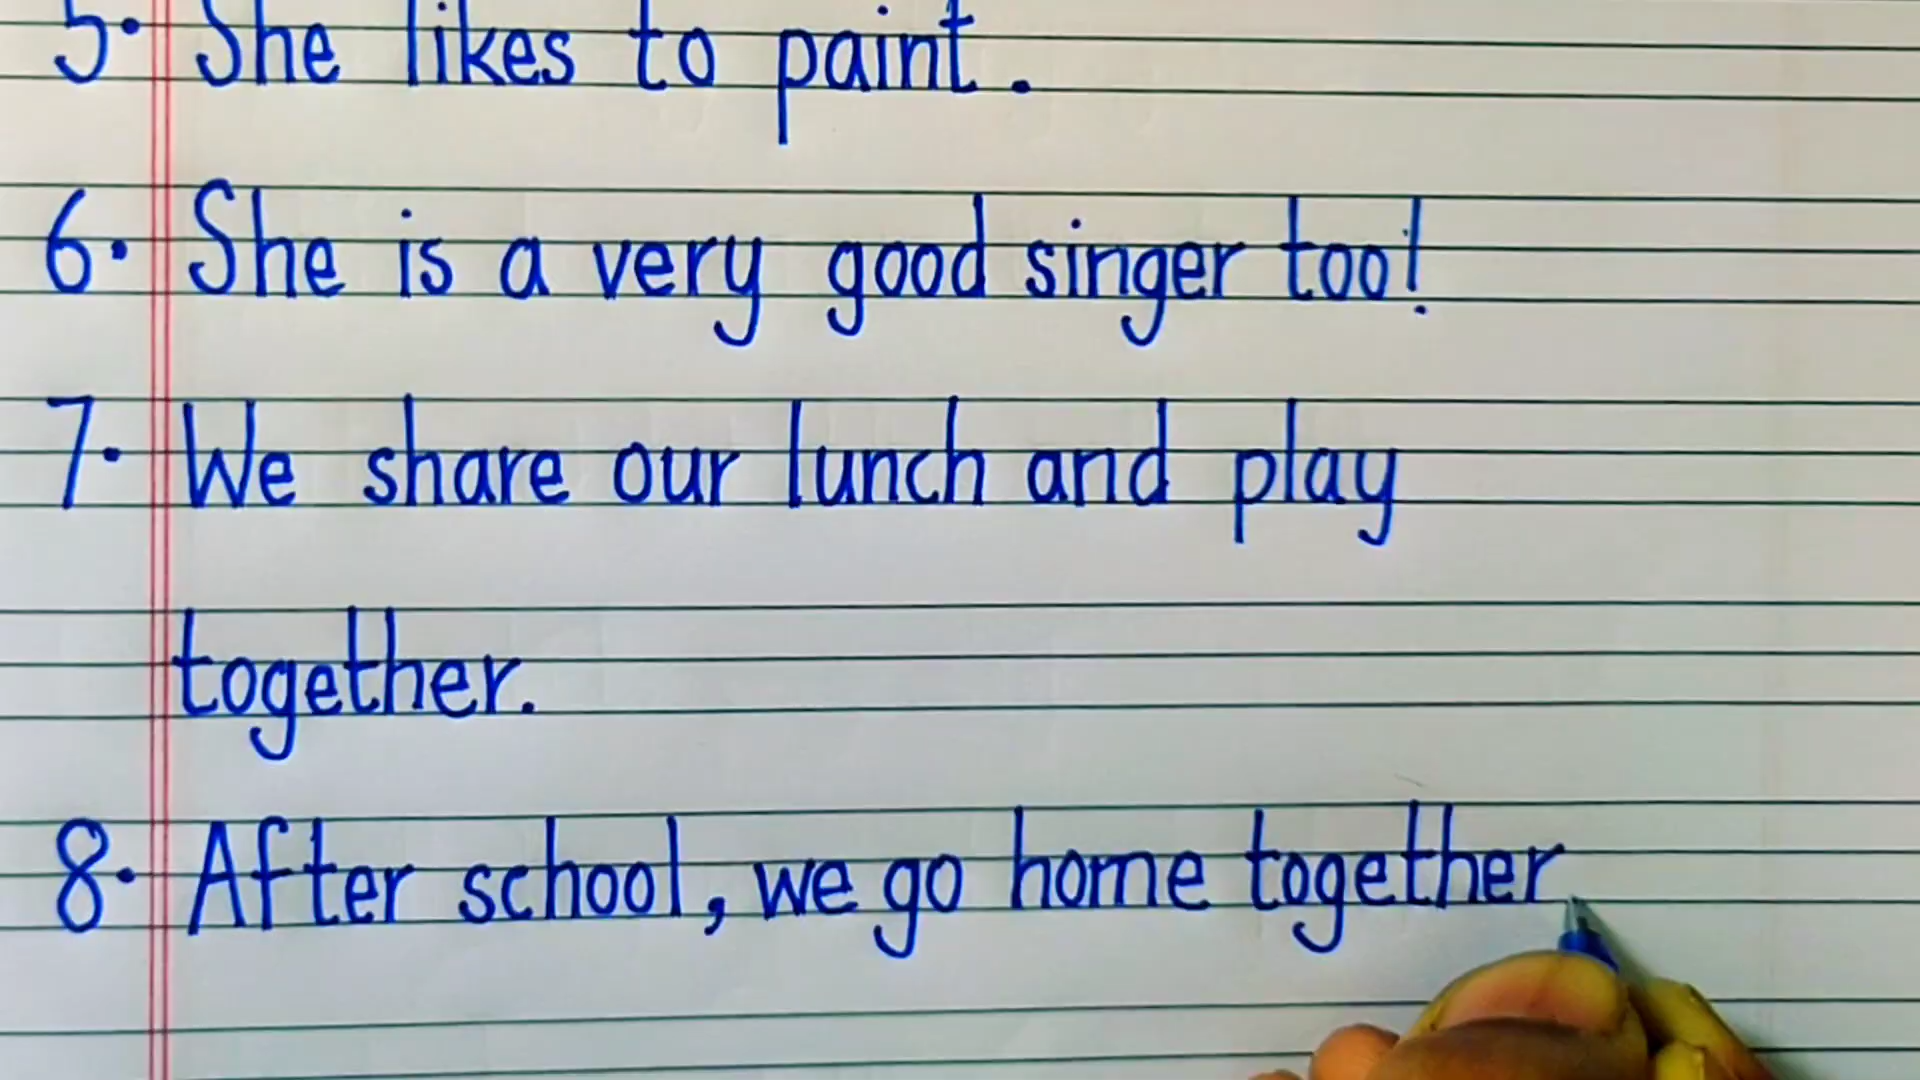 5. She likes to paint.
6. She is a very good singer too!
7. We share our lunch and play
together.
8. After school, we go home together